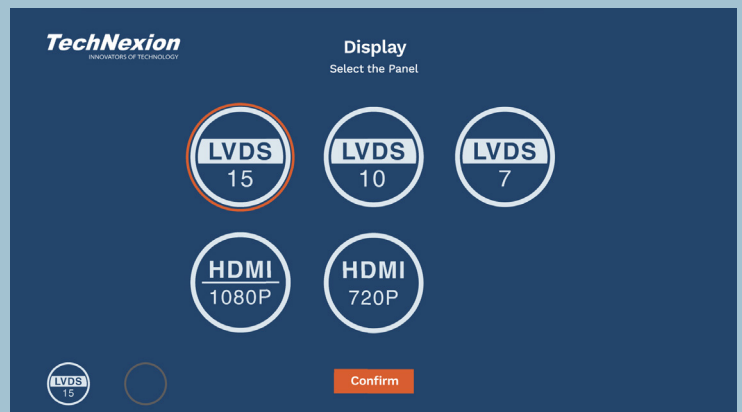 TechNexion
INNOVATORS OF TECHNOLOGY
Display
Select the Panel
LVDS
15
LVDS
10
LVDS
7
HDMI
1080P
HDMI
720P
LVDS
15
Confirm